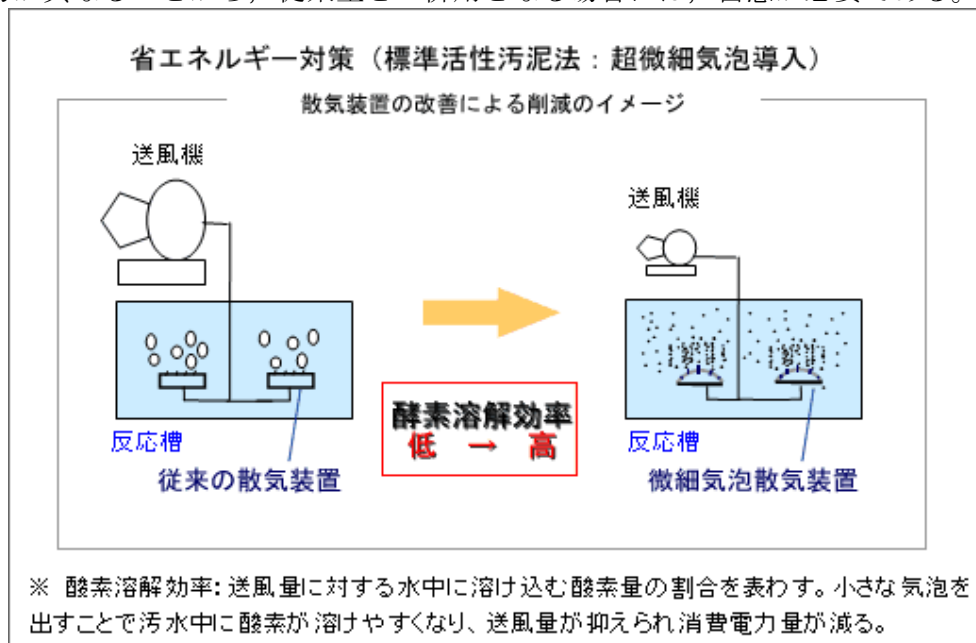 省エネルギー対策（標準活性汚泥法：超微細気泡導入）
散気装置の改善による削減のイメージ
送風機
送風機
酵素溶解効率
低 → 高
反応槽
従来の散気装置
反応槽
微細気泡散気装置
※ 酸素溶解効率：送風量に対する水中に溶け込む酸素量の割合を表わす。小さな気泡を
出すことで汚水中に酸素が溶けやすくなり、送風量が抑えられ消費電力量が減る。